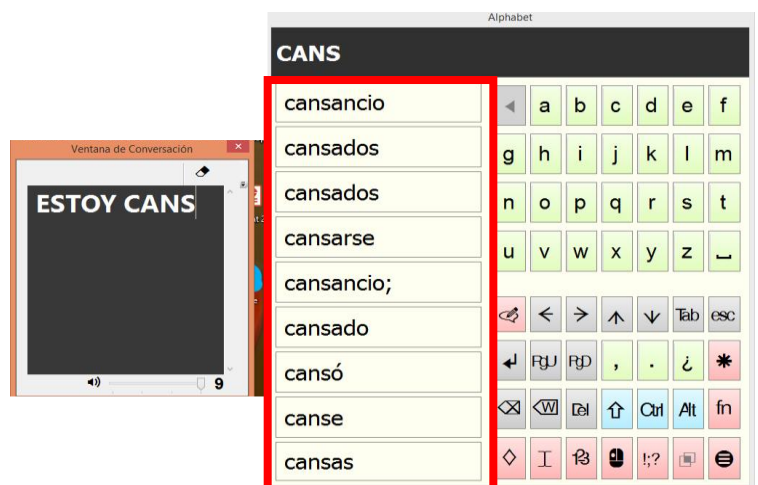 Alphabet
CANS
cansancio
cansados
cansados
cansarse
cansancio;
cansado
cansó
canse
cansas
a b c d e f
g h i j k l m
n o p q r s t
u v w x y z
Tab esc
PgU PgD , . ¿ *
W Del Ctrl Alt fn
123 !;?
Ventana de Conversación
ESTOY CANS
9